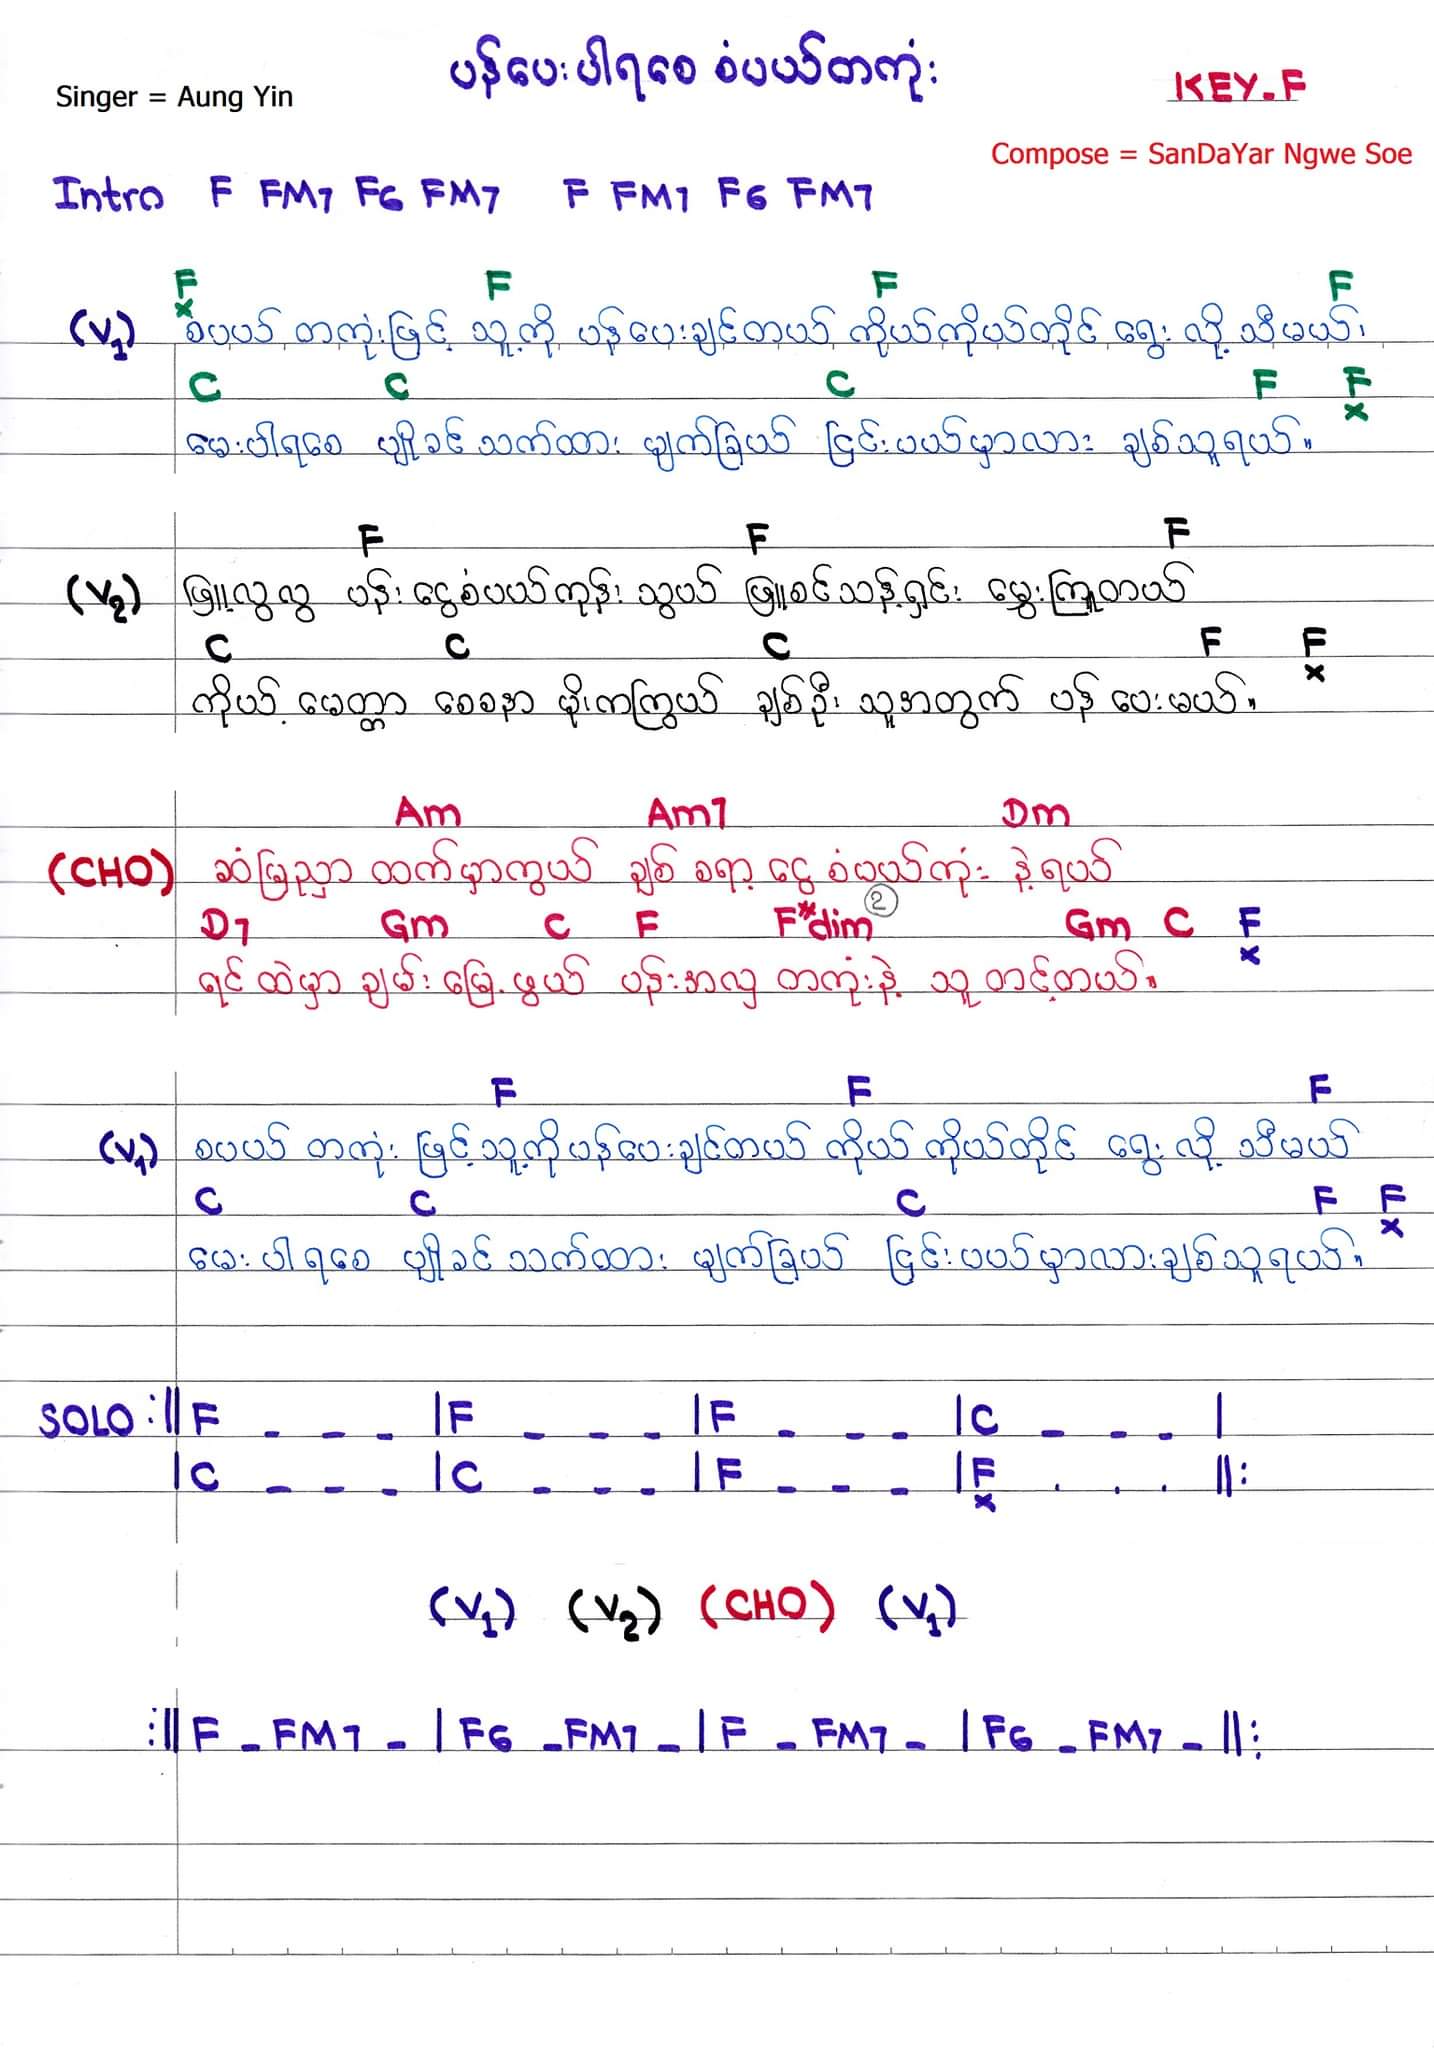 ပန်ပေးပါရစေ စံပယ်တကုံး
Singer = Aung Yin
KEY-F
Compose = SanDaYar Ngwe Soe
Intro F FM7 F6 FM7 F FM7 F6 FM7
F F F F
x
(V1) စပယ် တကုံးဖြင့် သူ့ကို ပန်ပေးချင်တယ် ကိုယ်ကိုယ်တိုင် ရွေး လို့ သီမယ်၊
C C C F F
x
မေးပါရစေ ပျိုခင် သက်ထား မျက်ခြယ် ငြင်းပယ်မှာလား ချစ်သူရယ်။
F F F
(V2) ဖြူလွလွ ပန်း ငွေစံပယ်ကုန်း သွယ် ဖြူစင်သန့်ရှင်း မွှေးကြူတယ်
C C C F F
x
ကိုယ့် မေတ္တာ စေစနာ မိုးကကြွယ် ချစ်ဦး သူအတွက် ပန် ပေးမယ်။
Am Am7 Dm
(CHO) ဆံမြညှာ ထက်မှာကွယ် ချစ် စရာ့ ငွေ စံပယ်ကုံး နဲ့ရယ်
D7 Gm C F F#dim 2 Gm C F
x
ရင် ထဲမှာ ချမ်း မြေ့ဖွယ် ပန်းအလှ တကုံးနဲ့ သူ တင့်တယ်။
F F F
(V1) စပယ် တကုံး ဖြင့်သူ့ကိုပန်ပေးချင်တယ် ကိုယ် ကိုယ်တိုင် ရွေး လို့ သီမယ်
C C C F F
x
မေး ပါ ရစေ ပျိုခင် သက်ထား မျက်ခြယ် ငြင်းပယ်မှာလားချစ်သူရယ်။
SOLO :|| F _ _ _ | F _ _ _ | F _ _ _ | C _ _ _ |
| C _ _ _ | C _ _ _ | F _ _ _ | F . . . ||:
x
(V1) (V2) (CHO) (V1)
:|| F _ FM7 _ | F6 _ FM7 _ | F _ FM7 _ | F6 _ FM7 _ ||: